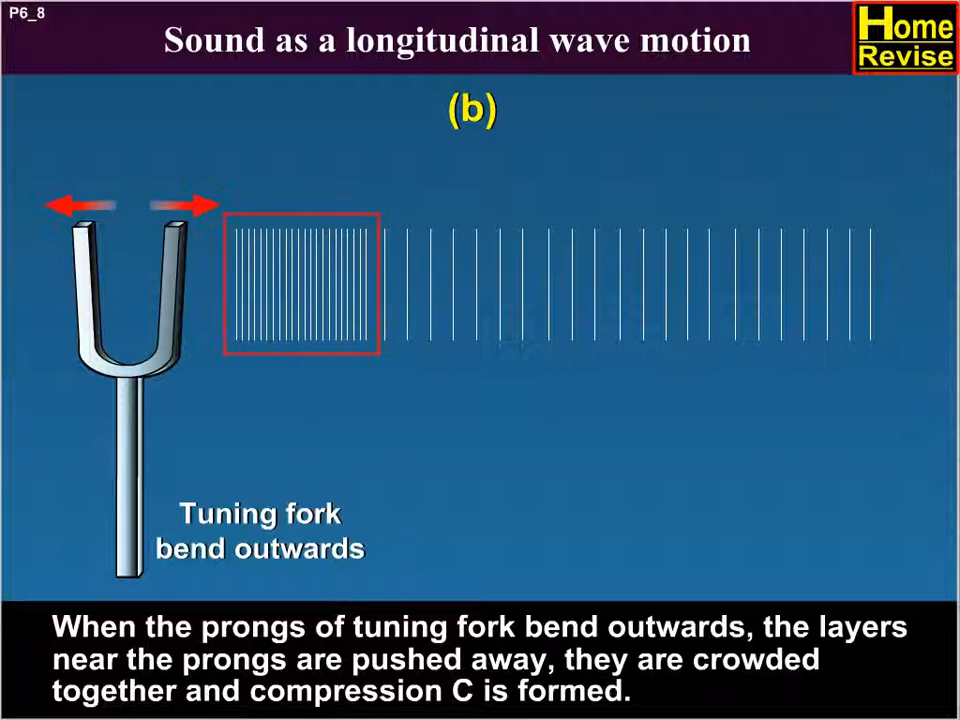 P6_8
Sound as a longitudinal wave motion
Home
Revise
(b)
Tuning fork
bend outwards
When the prongs of tuning fork bend outwards, the layers
near the prongs are pushed away, they are crowded
together and compression C is formed.